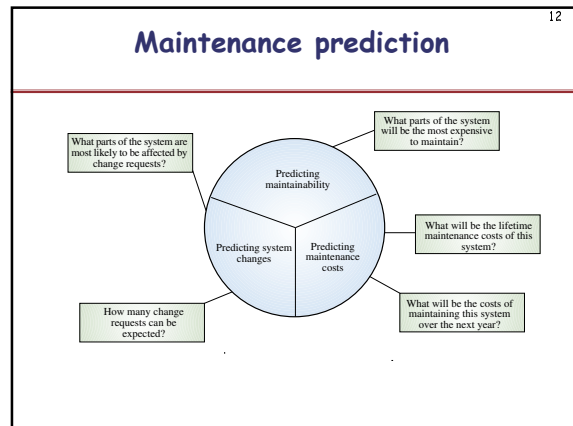 12
Maintenance prediction
What parts of the system
will be the most expensive
to maintain?
What parts of the system are
most likely to be affected by
change requests?
Predicting
maintainability
What will be the lifetime
maintenance costs of this
system?
Predicting system
changes
Predicting
maintenance
costs
How many change
requests can be
expected?
What will be the costs of
maintaining this system
over the next year?